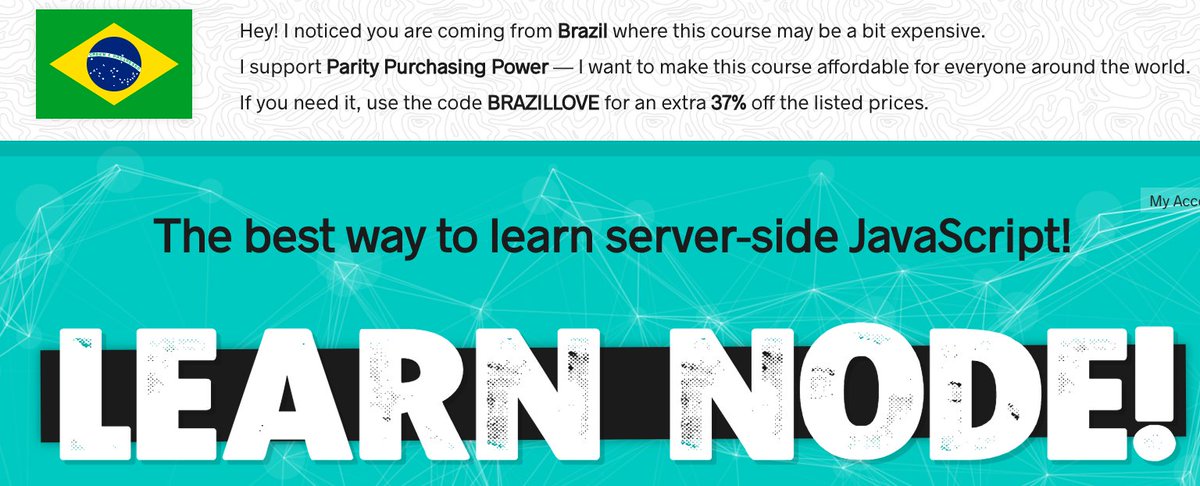 Hey! I noticed you are coming from Brazil where this course may be a bit expensive.
I support Parity Purchasing Power — I want to make this course affordable for everyone around the world.
If you need it, use the code BRAZILLOVE for an extra 37% off the listed prices.
My Acco
The best way to learn server-side JavaScript!
LEARN NODE!